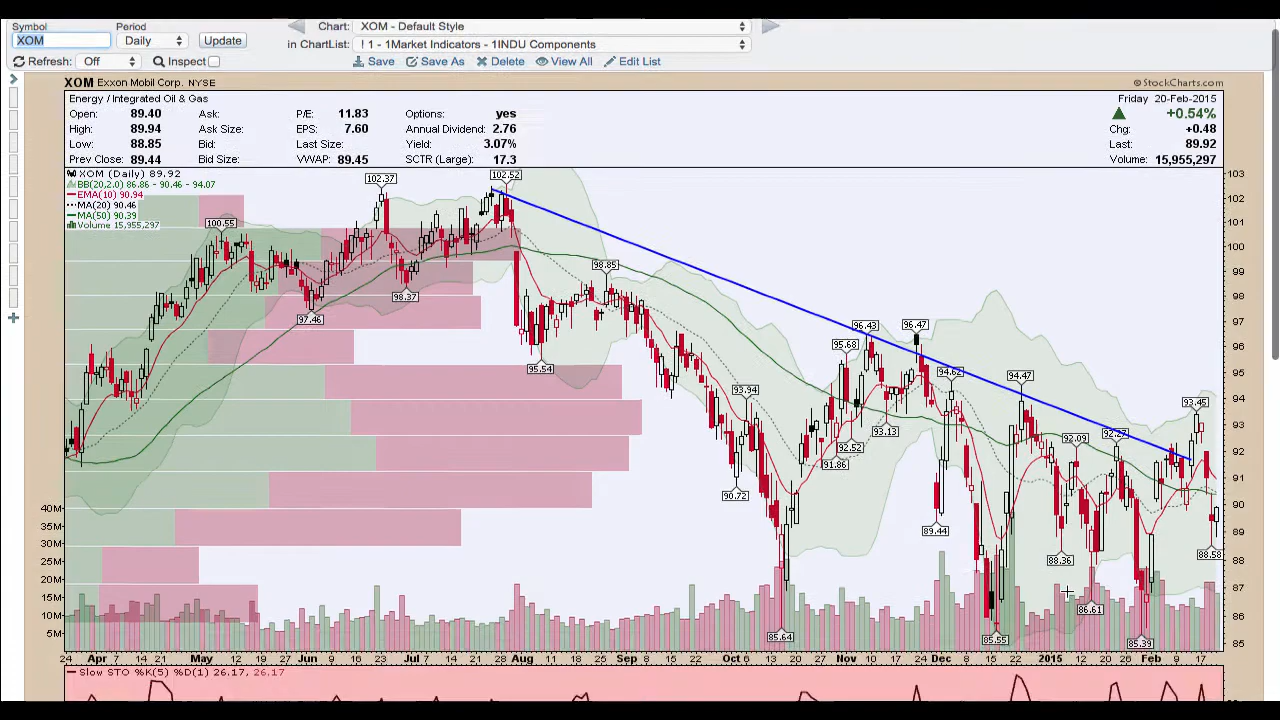 Symbol Period Chart: XOM - Default Style
XOM Daily Update in ChartList: ! 1 - 1Market Indicators - 1INDU Components
Refresh: Off Inspect Save Save As Delete View All Edit List
XOM Exxon Mobil Corp. NYSE © StockCharts.com
Energy / Integrated Oil & Gas Friday 20-Feb-2015
Open: 89.40 Ask: P/E: 11.83 Options: yes +0.54%
High: 89.94 Ask Size: EPS: 7.60 Annual Dividend: 2.76 Chg: +0.48
Low: 88.85 Bid: Last Size: Yield: 3.07% Last: 89.92
Prev Close: 89.44 Bid Size: VWAP: 89.45 SCTR (Large): 17.3 Volume: 15,955,297
XOM (Daily) 89.92
BB(20,2.0) 86.86 - 90.46 - 94.07
EMA(10) 90.94
MA(20) 90.46
MA(50) 90.39
Volume 15,955,297
102.37
102.52
100.55
98.37
97.46
98.85
95.54
93.94
90.72
85.64
95.68
96.43
96.47
91.86
92.52
93.13
94.62
89.44
94.47
85.55
92.09
88.36
92.27
86.61
85.39
93.45
88.58
103
102
101
100
99
98
97
96
95
94
93
92
91
90
89
88
87
86
85
40M
35M
30M
25M
20M
15M
10M
5M
24 Apr 7 14 21 May 12 19 27 Jun 9 16 23 Jul 7 14 21 28 Aug 11 18 25 Sep 8 15 22 Oct 6 13 20 27 Nov 10 17 24 Dec 8 15 22 2015 12 20 26 Feb 9 17
Slow STO %K(5) %D(1) 26.17, 26.17